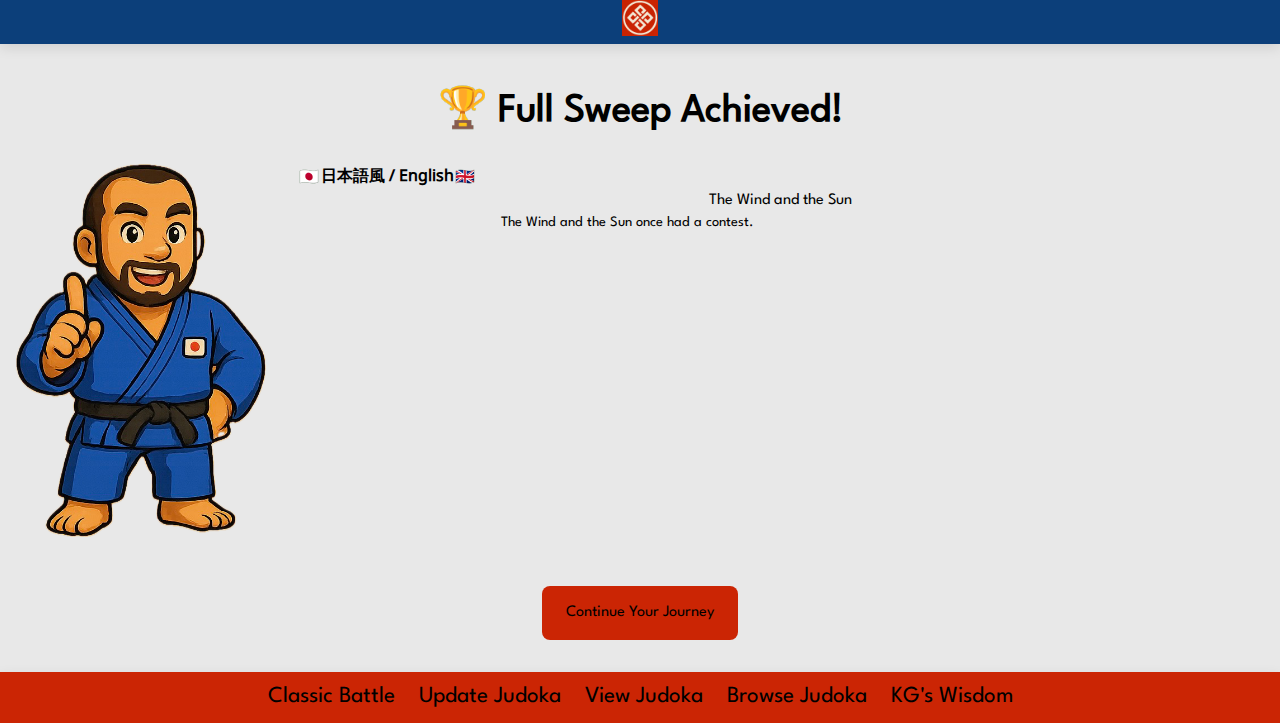 🏆 Full Sweep Achieved!
🇯🇵日本語風 / English🇬🇧
The Wind and the Sun
The Wind and the Sun once had a contest.
Continue Your Journey
Classic Battle Update Judoka View Judoka Browse Judoka KG's Wisdom